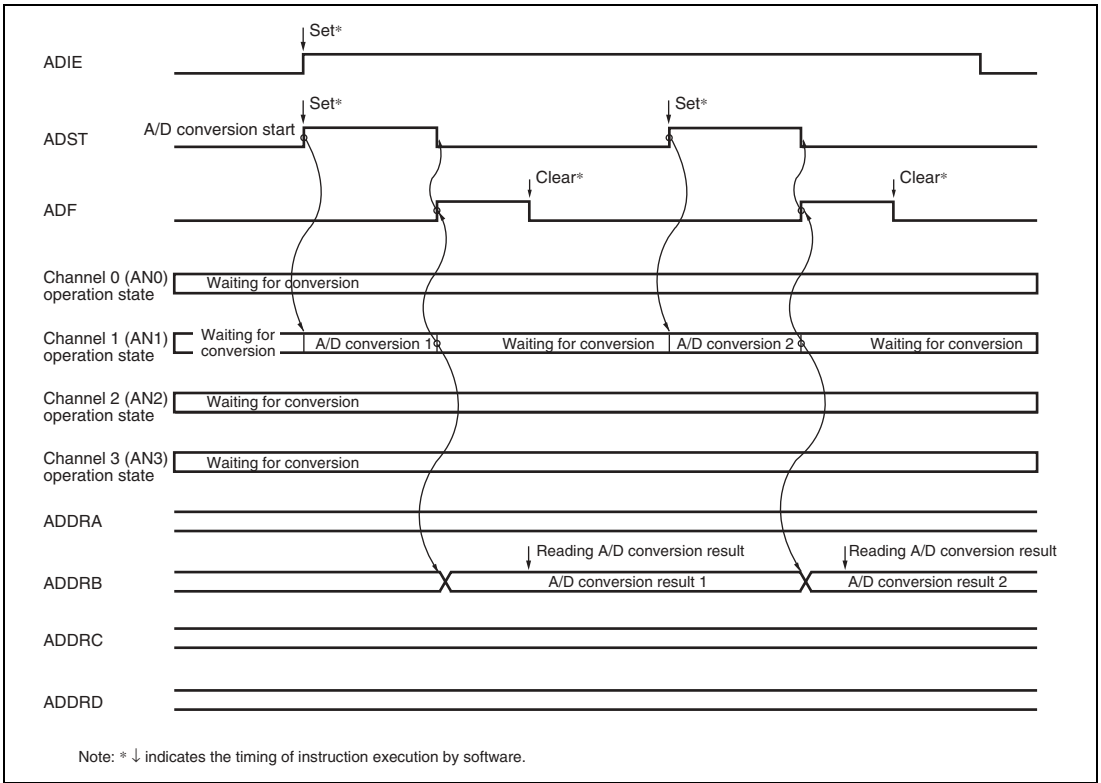 Set*
ADIE
Set*
Set*
A/D conversion start
ADST
Clear*
Clear*
ADF
Channel 0 (AN0)
operation state
Waiting for conversion
Channel 1 (AN1)
operation state
Waiting for
conversion
A/D conversion 1
Waiting for conversion
A/D conversion 2
Waiting for conversion
Channel 2 (AN2)
operation state
Waiting for conversion
Channel 3 (AN3)
operation state
Waiting for conversion
ADDRA
Reading A/D conversion result
Reading A/D conversion result
ADDRB
A/D conversion result 1
A/D conversion result 2
ADDRC
ADDRD
Note: * ↓ indicates the timing of instruction execution by software.